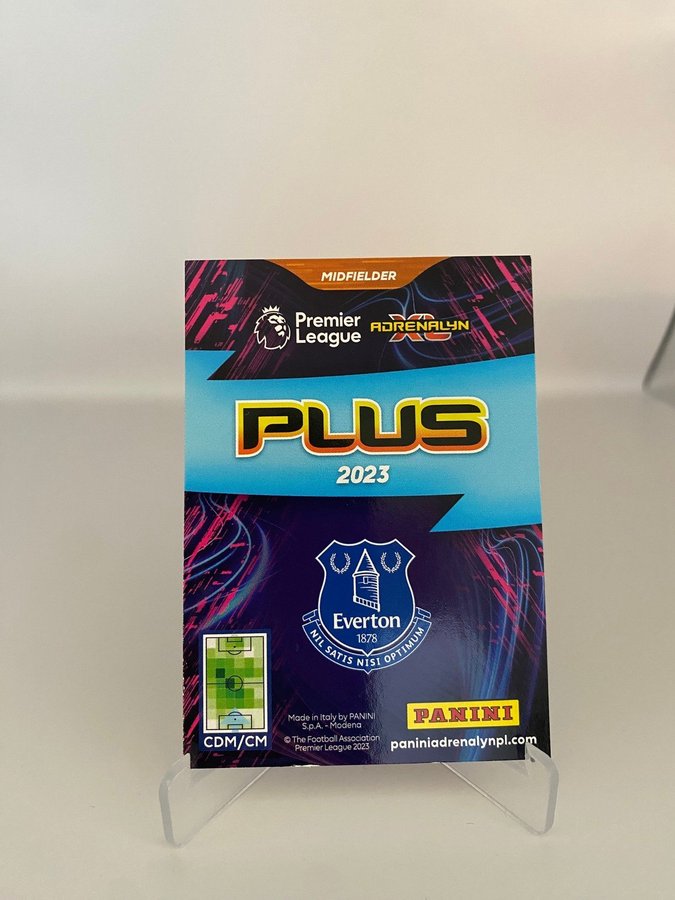 MIDFIELDER
Premier
League
ADRENALYN
XL
PLUS
2023
Everton
1878
NIL SATIS NISI OPTIMUM
CDM/CM
Made in Italy by PANINI
S.p.A. - Modena
© The Football Association
Premier League 2023
PANINI
paniniadrenalynpl.com